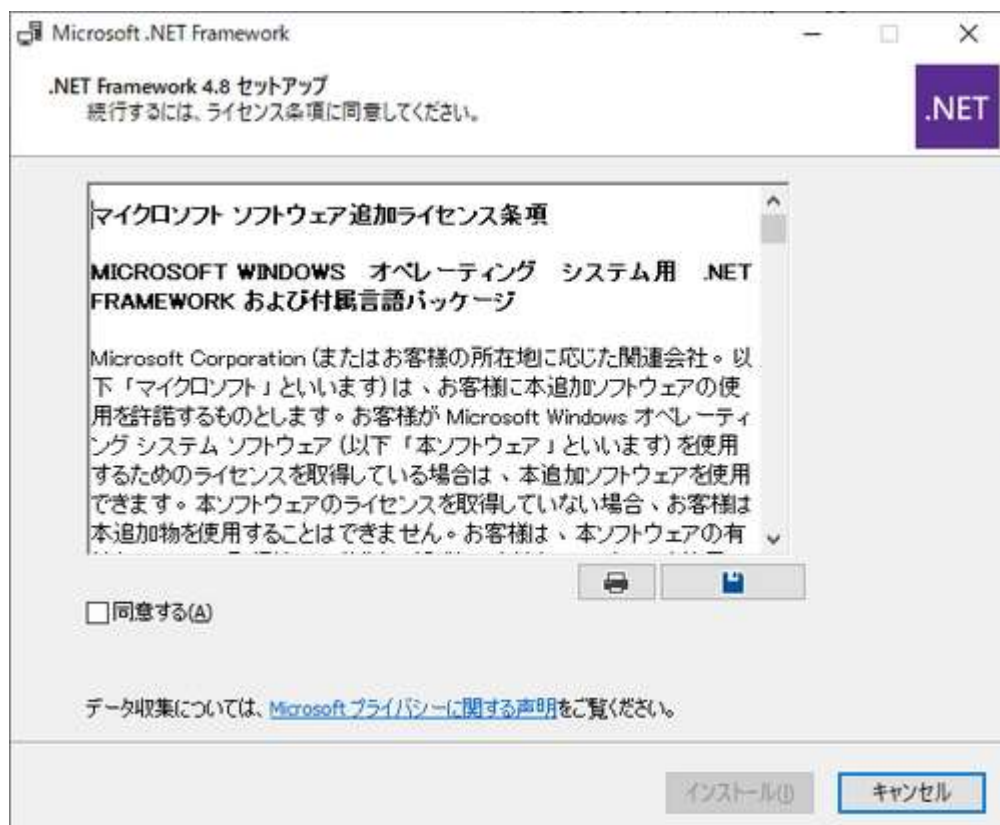 Microsoft .NET Framework
.NET Framework 4.8 セットアップ
続行するには、ライセンス条項に同意してください。
.NET
マイクロソフト ソフトウェア追加ライセンス条項
MICROSOFT WINDOWS オペレーティング システム用 .NET
FRAMEWORK および付属言語パッケージ
Microsoft Corporation (またはお客様の所在地に応じた関連会社。以
下「マイクロソフト」といいます) は、お客様に本追加ソフトウェアの使
用を許諾するものとします。お客様が Microsoft Windows オペレーティ
ング システム ソフトウェア (以下「本ソフトウェア」といいます) を使用
するためのライセンスを取得している場合は、本追加ソフトウェアを使用
できます。本ソフトウェアのライセンスを取得していない場合、お客様は
本追加物を使用することはできません。お客様は、本ソフトウェアの有
同意する(A)
データ収集については、Microsoft プライバシーに関する声明をご覧ください。
インストール(I)
キャンセル